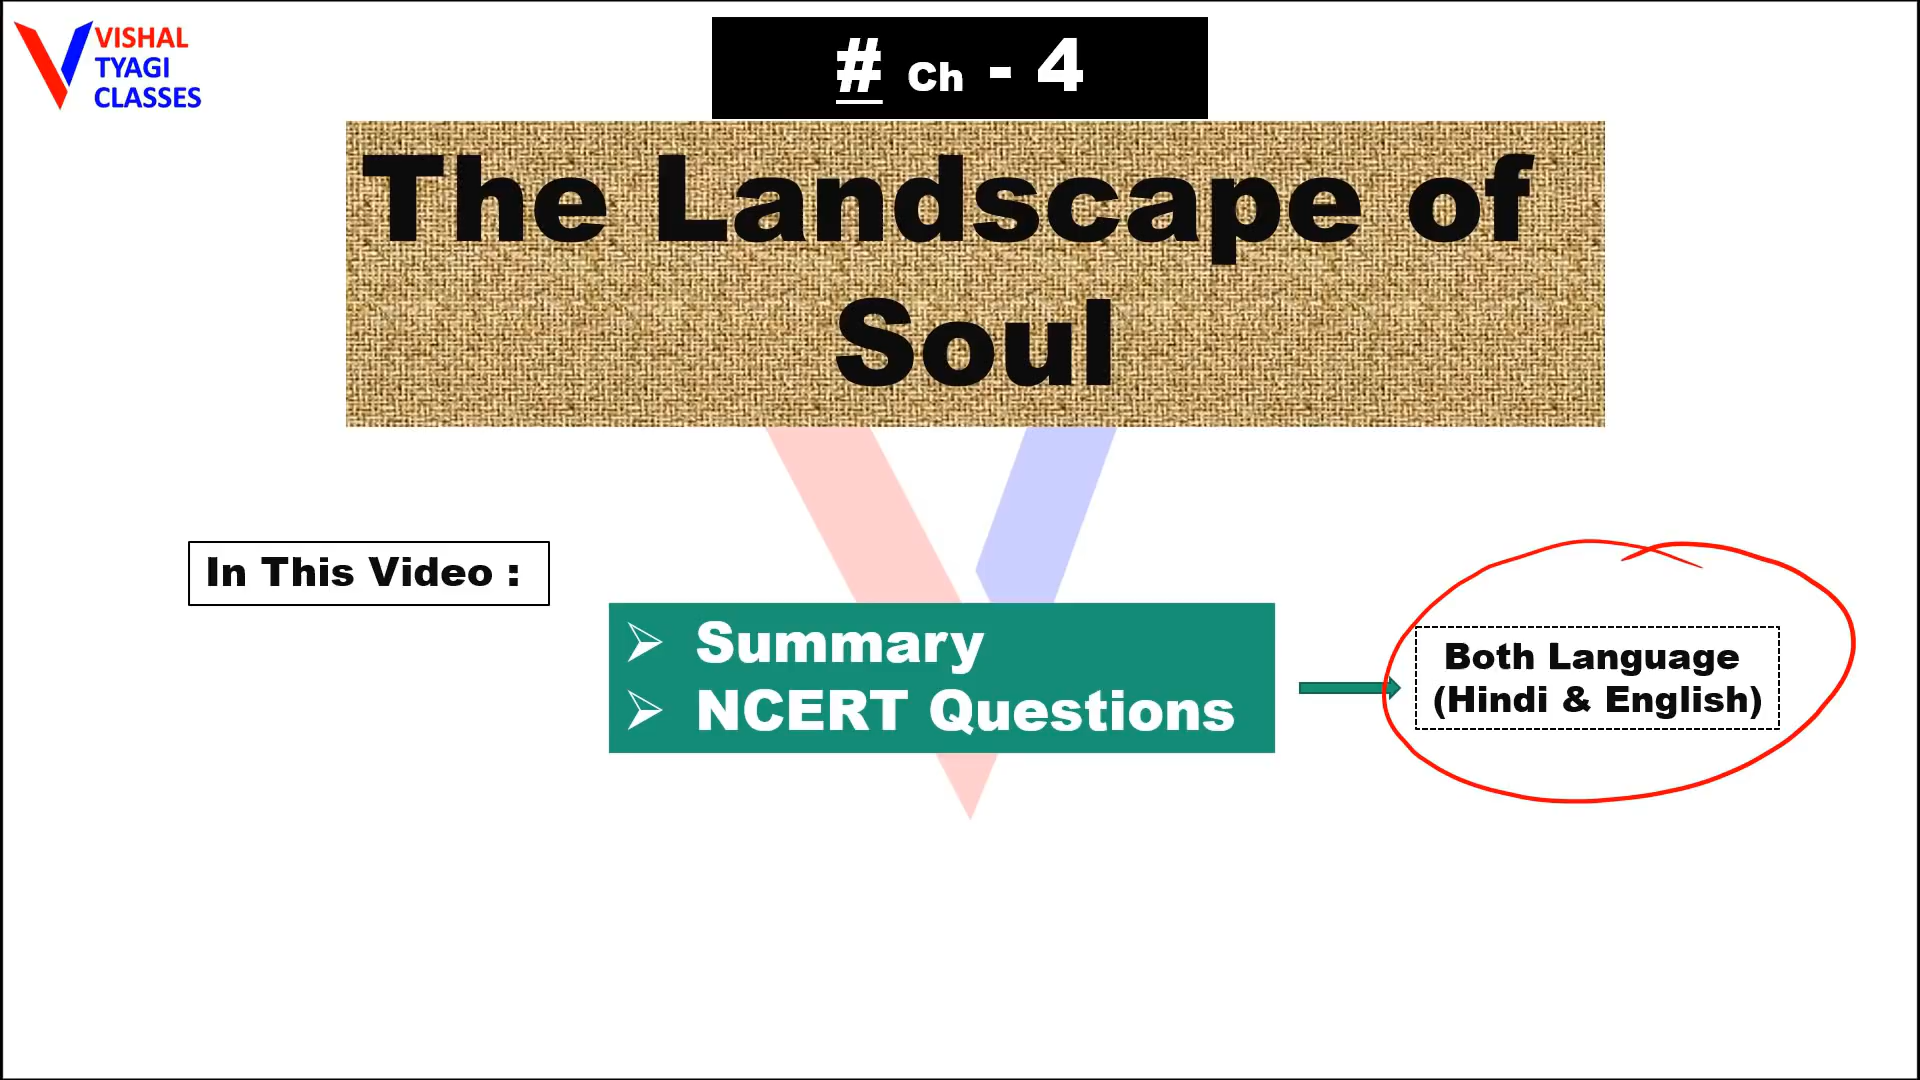 VISHAL
TYAGI
CLASSES
# Ch - 4
The Landscape of
Soul
In This Video :
➢ Summary
➢ NCERT Questions
Both Language
(Hindi & English)